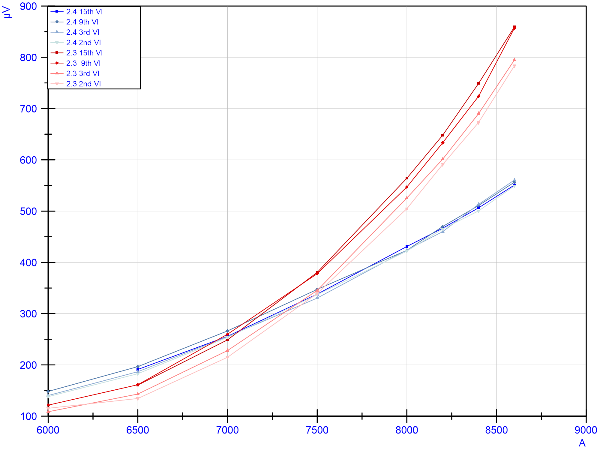 µV
900
800
700
600
500
400
300
200
100
2.4 15th VI
2.4 9th VI
2.4 3rd VI
2.4 2nd VI
2.3 15th VI
2.3 9th VI
2.3 3rd VI
2.3 2nd VI
6000 6500 7000 7500 8000 8500 9000
A